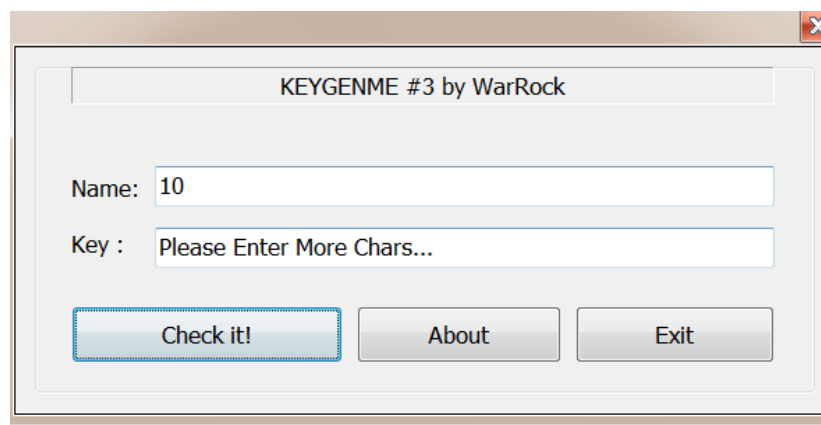 KEYGENME #3 by WarRock
Name: 10
Key : Please Enter More Chars...
Check it! About Exit